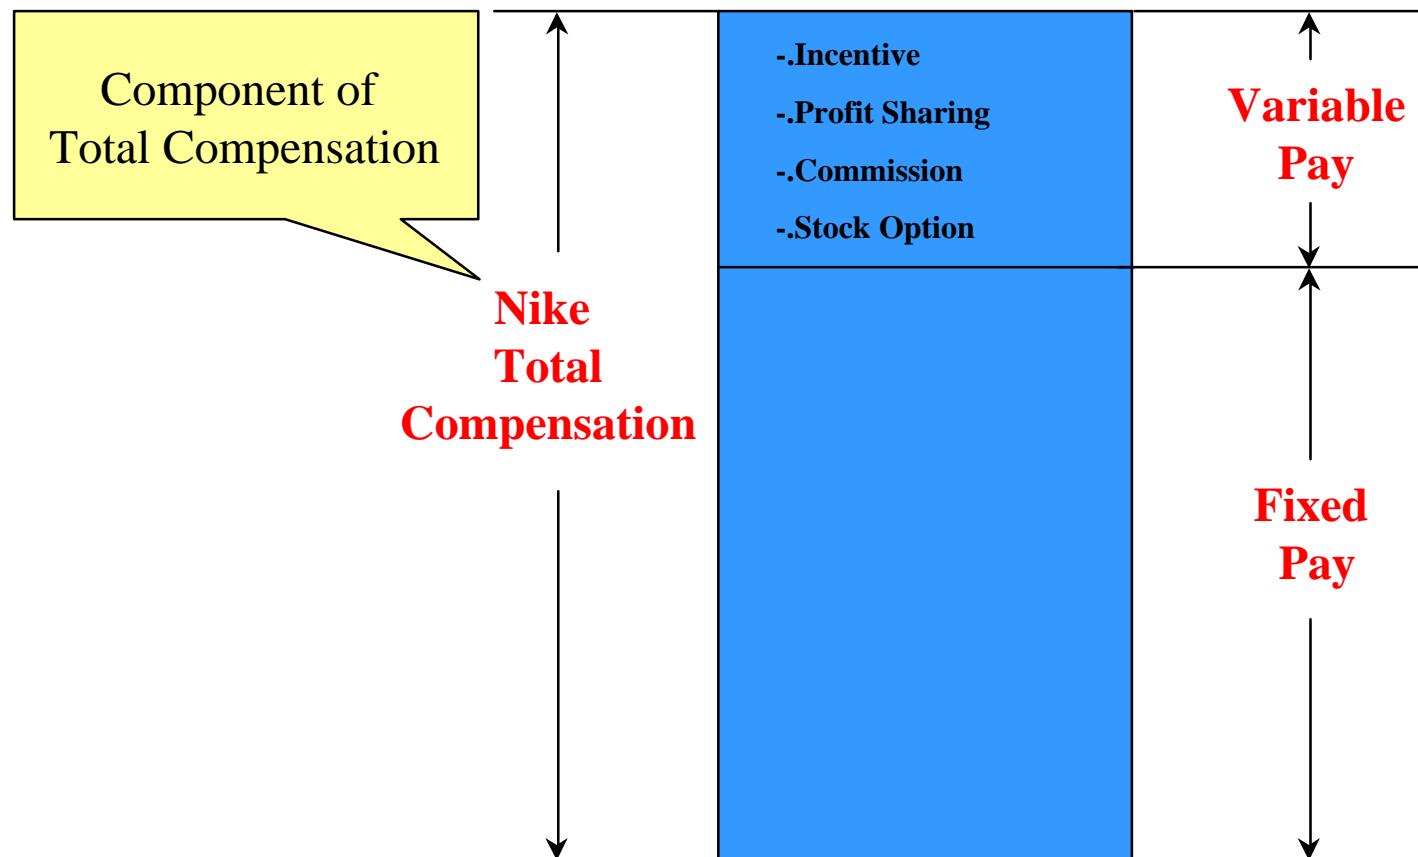 Component of
Total Compensation
-.Incentive
-.Profit Sharing
-.Commission
-.Stock Option
Variable
Pay
Nike
Total
Compensation
Fixed
Pay